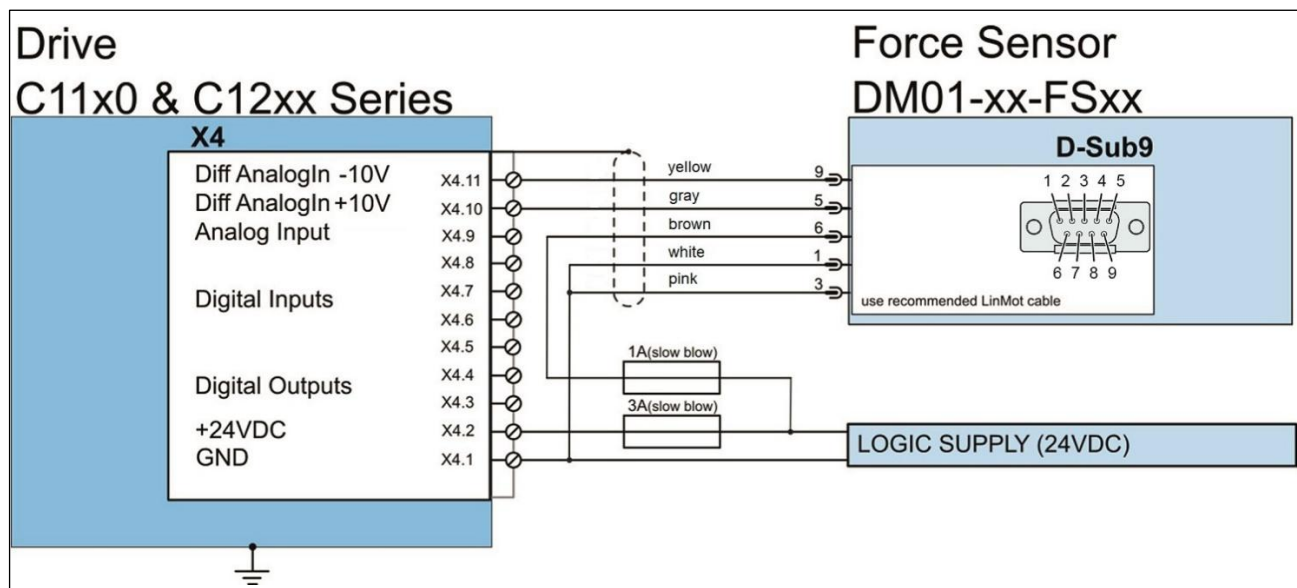 Drive
C11x0 & C12xx Series
Force Sensor
DM01-xx-FSxx
X4
Diff AnalogIn -10V X4.11
Diff AnalogIn +10V X4.10
Analog Input X4.9
X4.8
Digital Inputs X4.7
X4.6
X4.5
Digital Outputs X4.4
X4.3
+24VDC X4.2
GND X4.1
yellow 9
gray 5
brown 6
white 1
pink 3
D-Sub9
1 2 3 4 5
6 7 8 9
use recommended LinMot cable
1A(slow blow)
3A(slow blow)
LOGIC SUPPLY (24VDC)